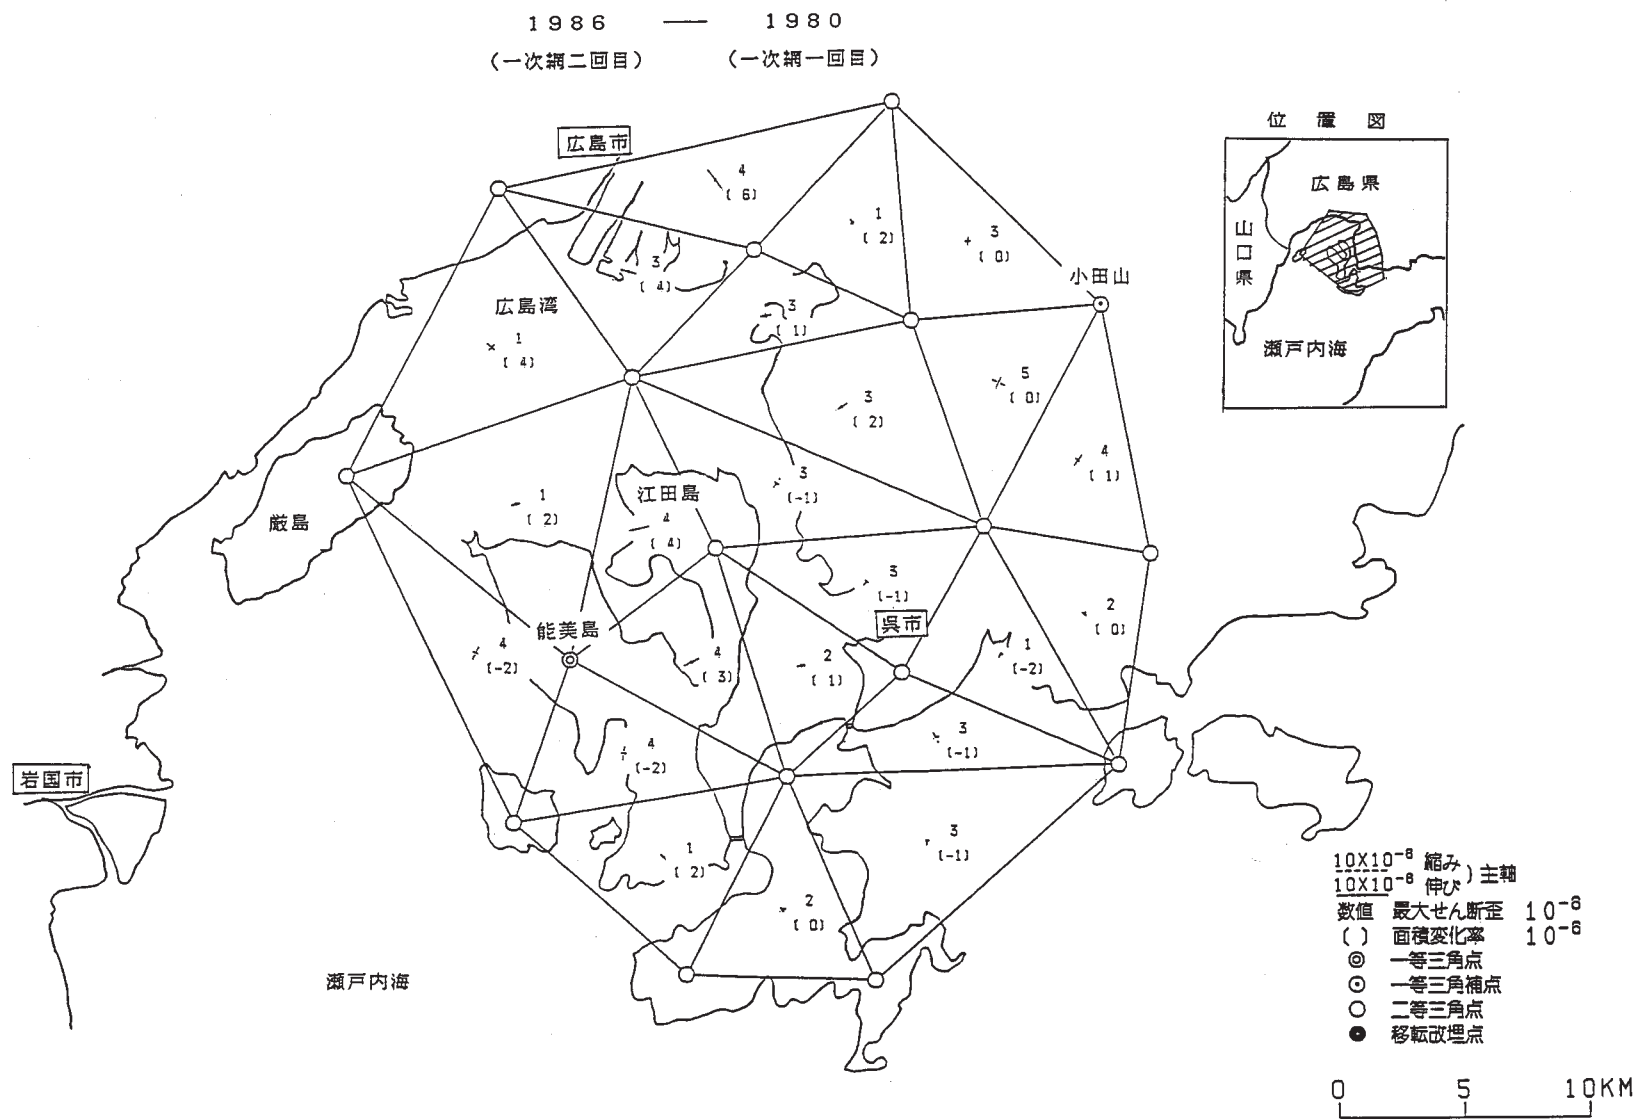 1986 ── 1980
(一次網二回目) (一次網一回目)
位置図
広島県
山口県
瀬戸内海
広島市
4
( 6)
1
( 2)
3
( 0)
小田山
3
( 4)
広島湾
3
( 1)
1
( 4)
5
( 0)
3
( 2)
4
( 1)
3
(-1)
江田島
1
( 2)
厳島
4
( 4)
3
(-1)
2
( 0)
呉市
能美島
4
(-2)
4
( 3)
2
( 1)
1
(-2)
4
(-2)
3
(-1)
岩国市
3
(-1)
1
( 2)
2
( 0)
瀬戸内海
10X10⁻⁶ 縮み
10X10⁻⁶ 伸び ) 主軸
数値 最大せん断歪 10⁻⁶
( ) 面積変化率 10⁻⁶
◎ 一等三角点
⊙ 一等三角補点
○ 二等三角点
● 移転改埋点
0 5 10KM